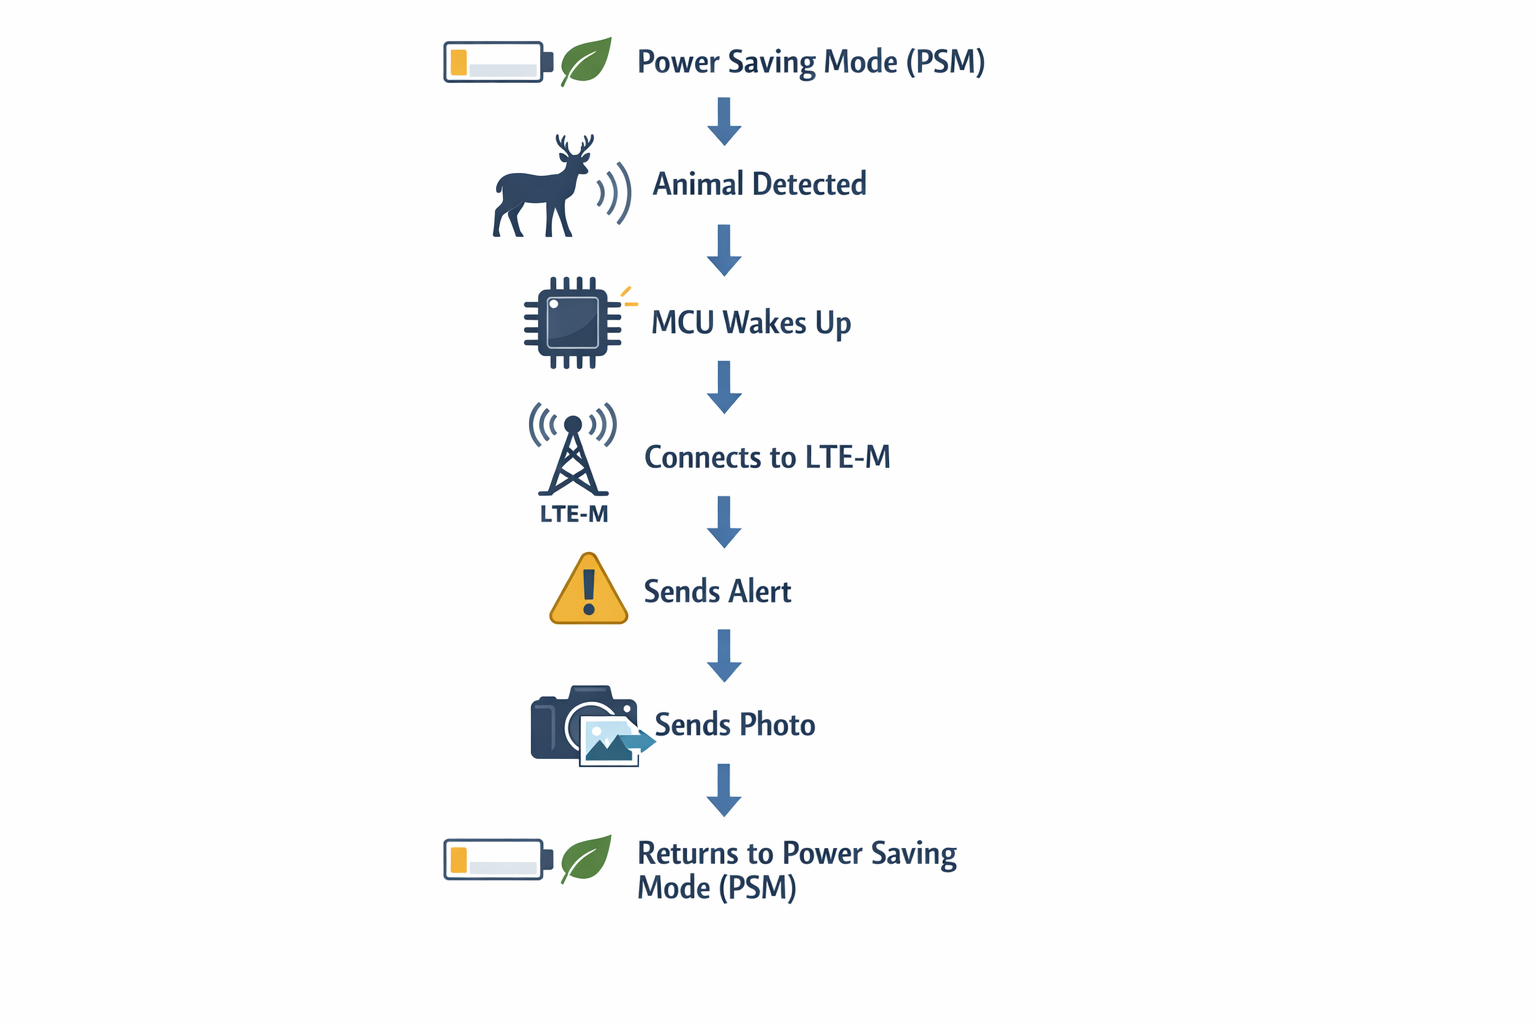 Power Saving Mode (PSM)
Animal Detected
MCU Wakes Up
Connects to LTE-M
LTE-M
Sends Alert
Sends Photo
Returns to Power Saving
Mode (PSM)